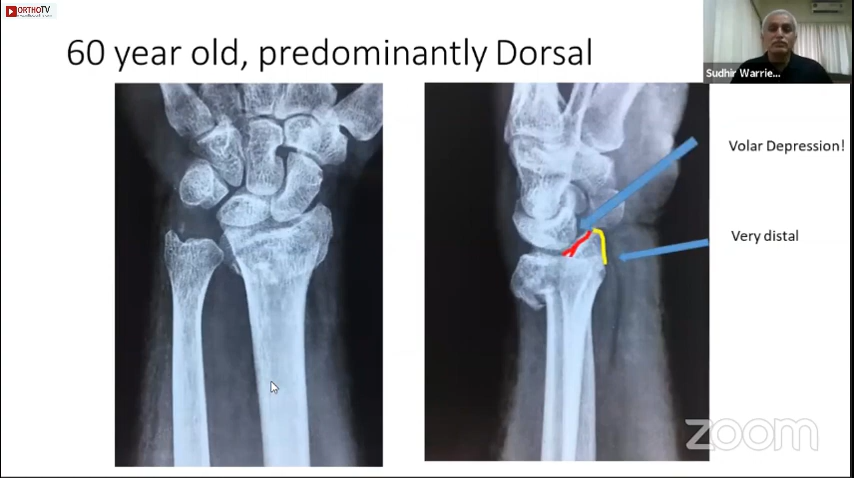 ORTHOTV
60 year old, predominantly Dorsal
Sudhir Warrie...
Volar Depression!
Very distal
zoom